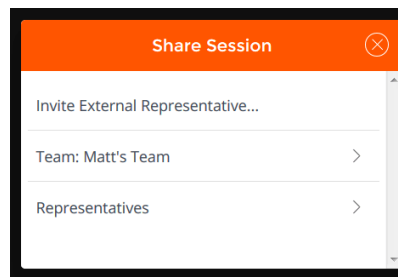 Share Session
Invite External Representative...
Team: Matt's Team
Representatives